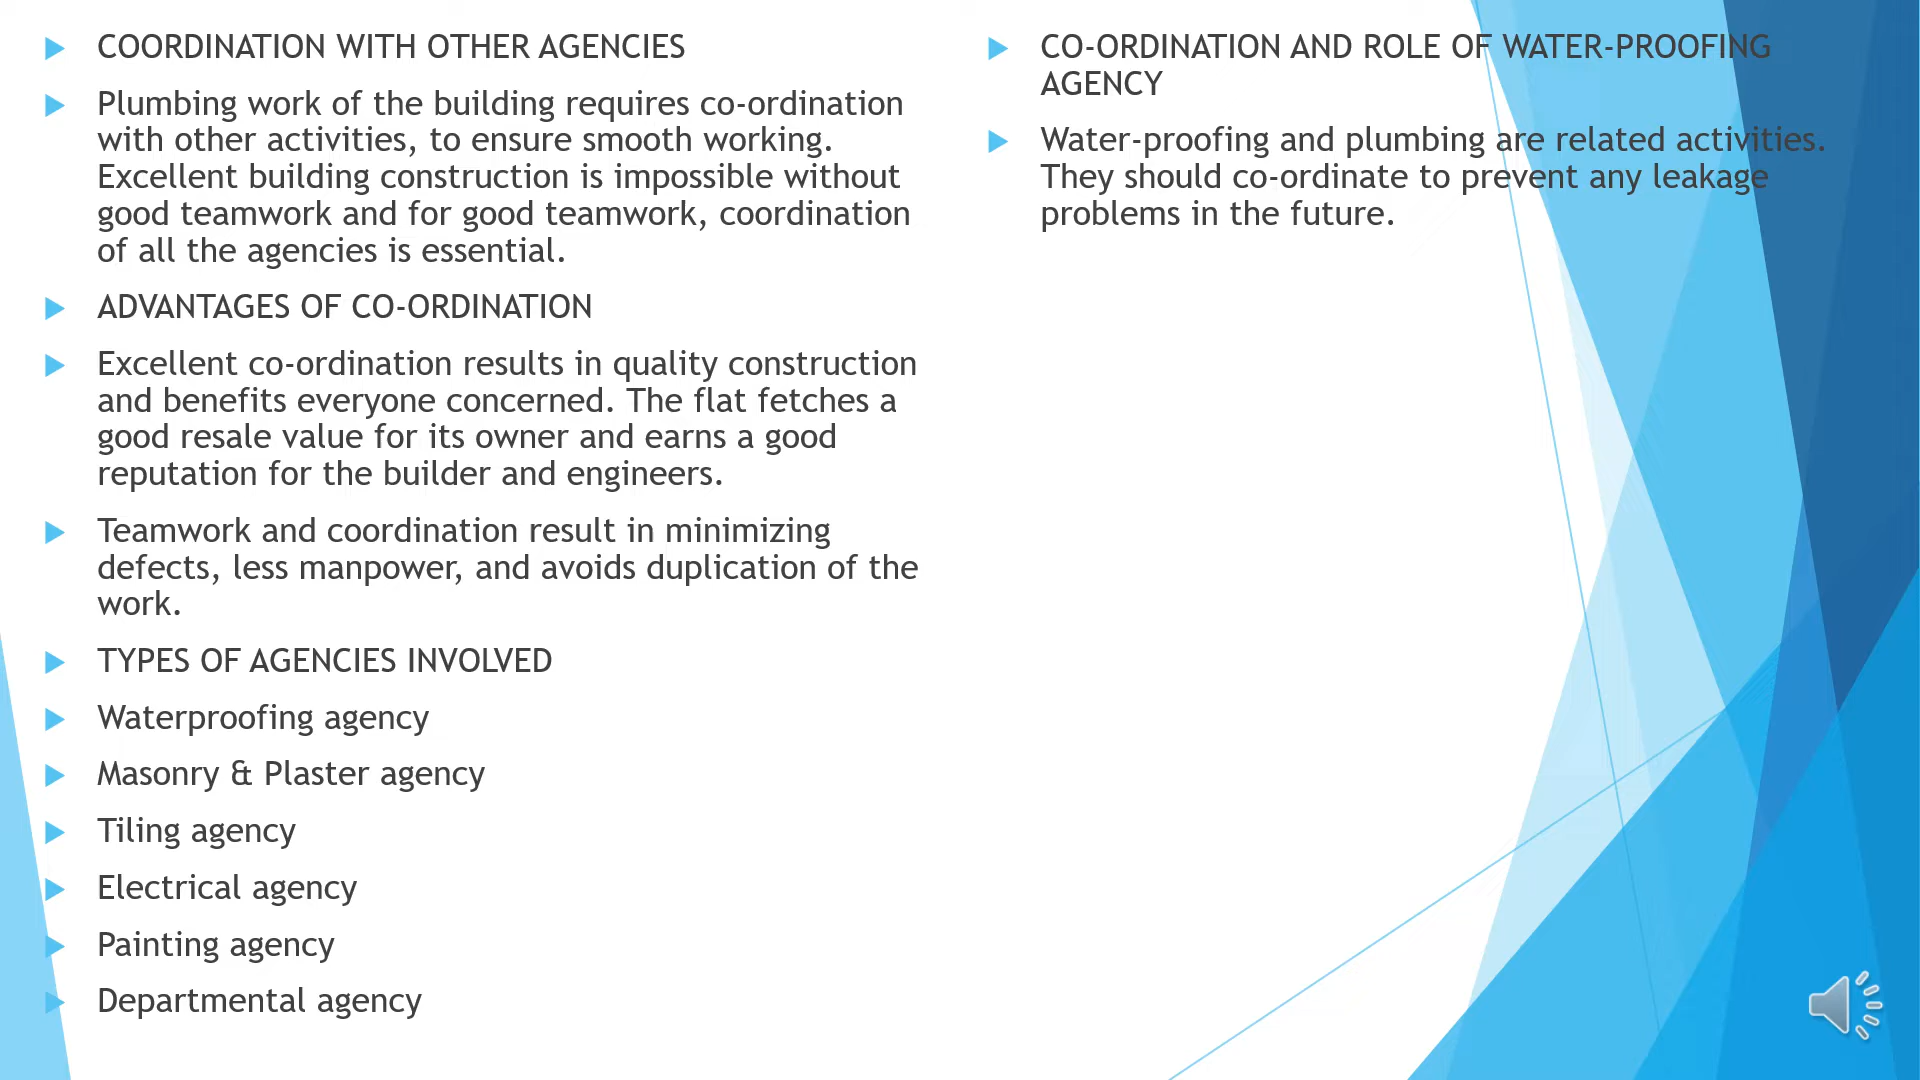 COORDINATION WITH OTHER AGENCIES
Plumbing work of the building requires co-ordination
with other activities, to ensure smooth working.
Excellent building construction is impossible without
good teamwork and for good teamwork, coordination
of all the agencies is essential.
ADVANTAGES OF CO-ORDINATION
Excellent co-ordination results in quality construction
and benefits everyone concerned. The flat fetches a
good resale value for its owner and earns a good
reputation for the builder and engineers.
Teamwork and coordination result in minimizing
defects, less manpower, and avoids duplication of the
work.
TYPES OF AGENCIES INVOLVED
Waterproofing agency
Masonry & Plaster agency
Tiling agency
Electrical agency
Painting agency
Departmental agency
CO-ORDINATION AND ROLE OF WATER-PROOFING
AGENCY
Water-proofing and plumbing are related activities.
They should co-ordinate to prevent any leakage
problems in the future.